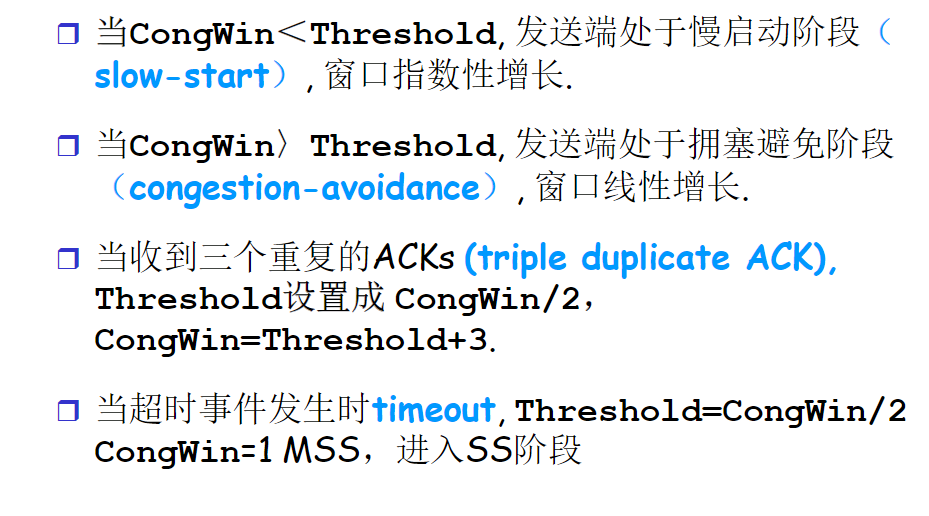 当CongWin＜Threshold, 发送端处于慢启动阶段（
slow-start）, 窗口指数性增长.
当CongWin〉Threshold, 发送端处于拥塞避免阶段
（congestion-avoidance）, 窗口线性增长.
当收到三个重复的ACKs (triple duplicate ACK),
Threshold设置成 CongWin/2,
CongWin=Threshold+3.
当超时事件发生时timeout, Threshold=CongWin/2
CongWin=1 MSS，进入SS阶段